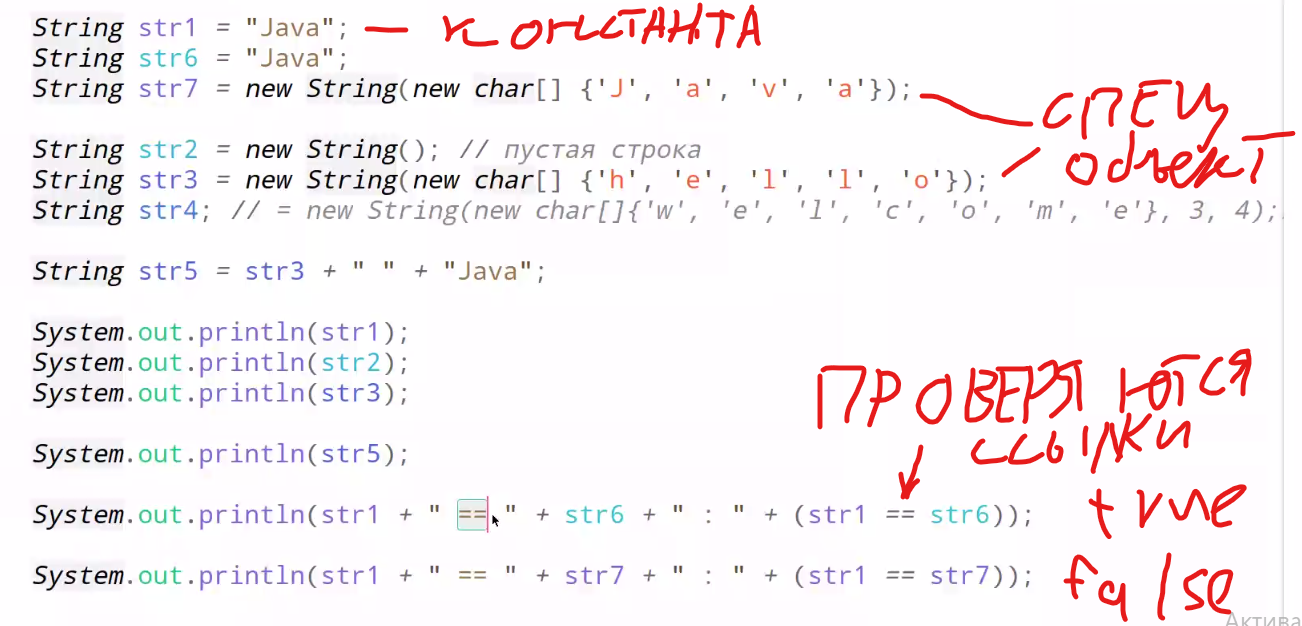 String str1 = "Java"; — КОНСТАНТА
String str6 = "Java";
String str7 = new String(new char[] {'J', 'a', 'v', 'a'});
СПЕЦ
String str2 = new String(); // пустая строка
объект
String str3 = new String(new char[] {'h', 'e', 'l', 'l', 'o'});
String str4; // = new String(new char[]{'w', 'e', 'l', 'c', 'o', 'm', 'e'}, 3, 4);
String str5 = str3 + " " + "Java";
System.out.println(str1);
System.out.println(str2);
System.out.println(str3);
ПРОВЕРЯЮТСЯ
ССЫЛКИ
System.out.println(str5);
System.out.println(str1 + " == " + str6 + " : " + (str1 == str6)); true
System.out.println(str1 + " == " + str7 + " : " + (str1 == str7)); false
Актива